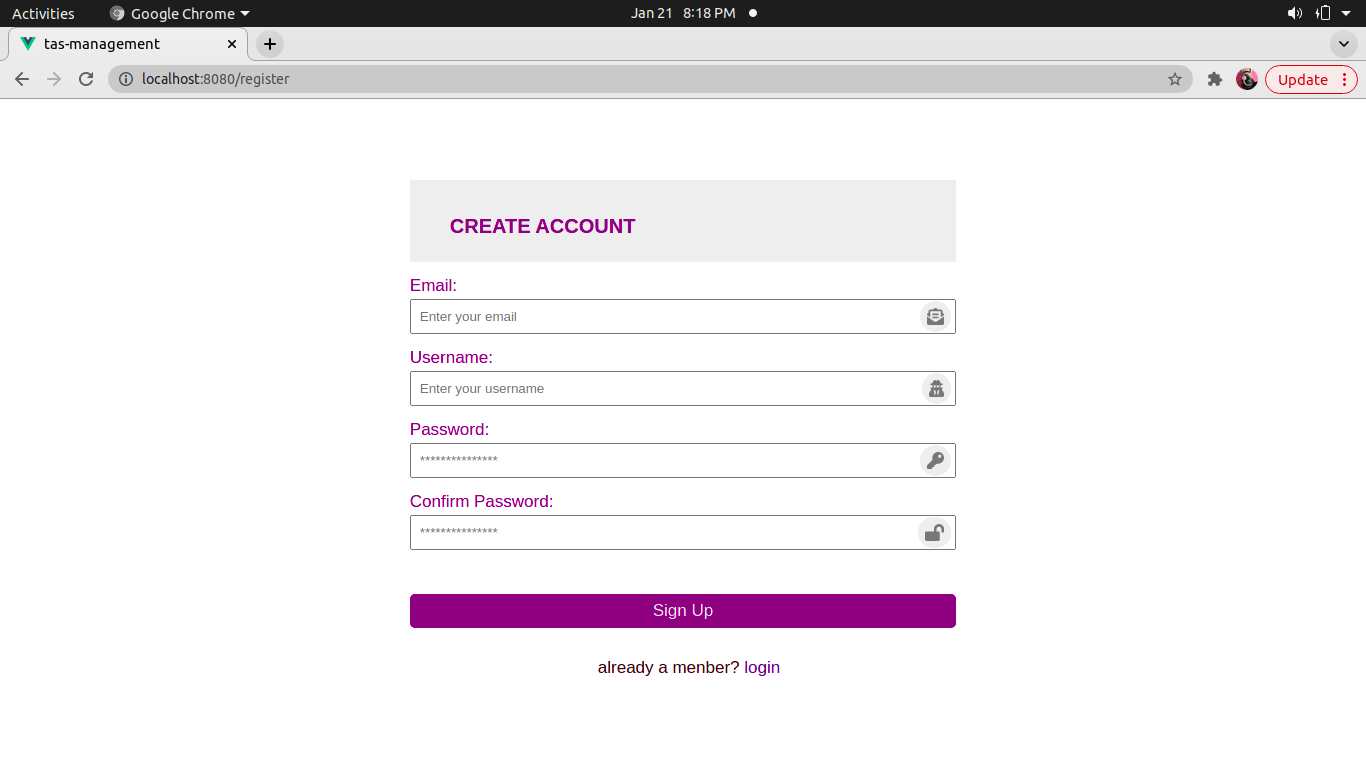 Activities Google Chrome Jan 21 8:18 PM
tas-management
localhost:8080/register Update
CREATE ACCOUNT
Email:
Enter your email
Username:
Enter your username
Password:
***************
Confirm Password:
***************
Sign Up
already a menber? login